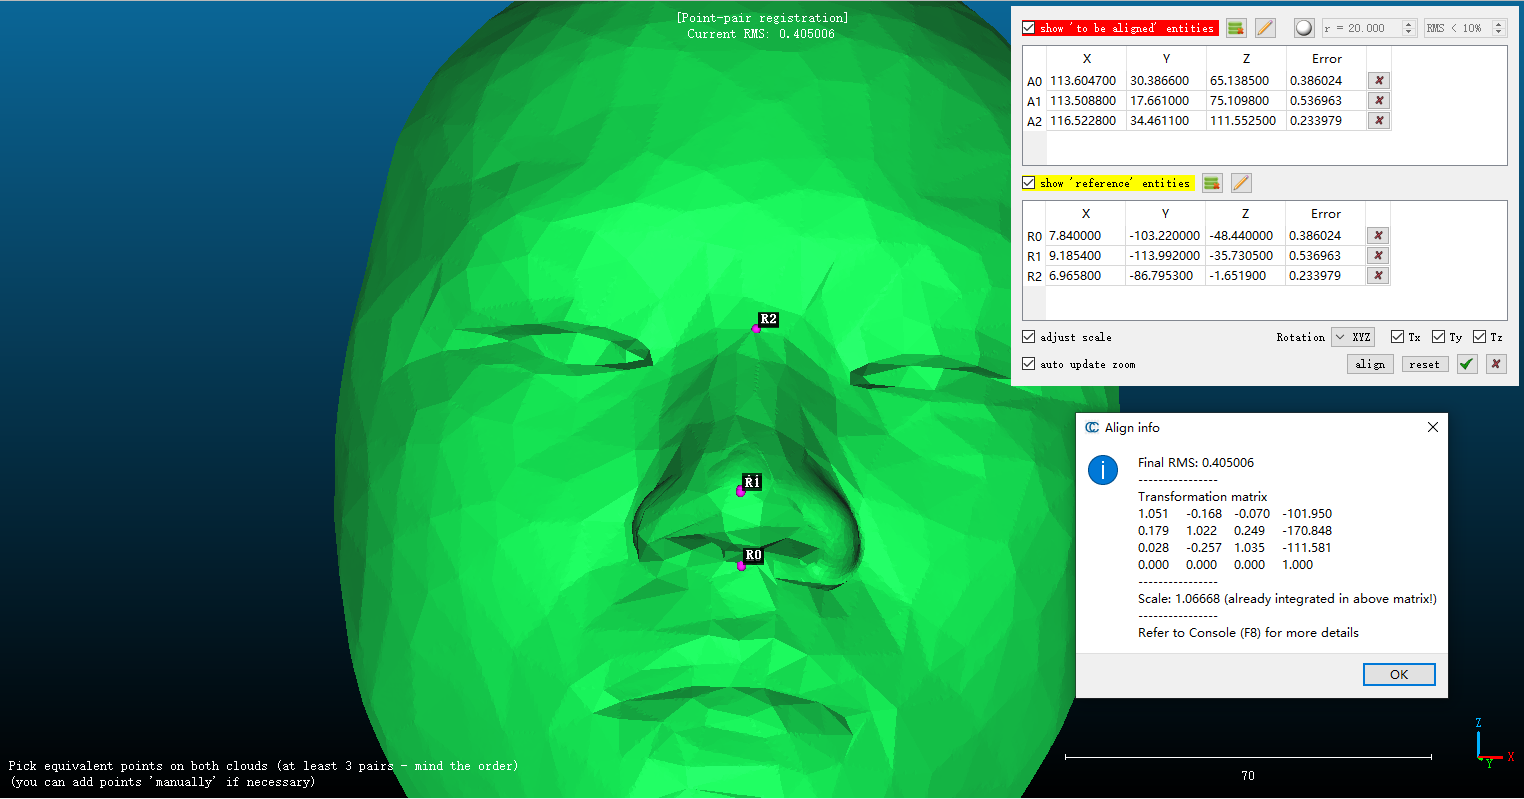 [Point-pair registration]
Current RMS: 0.405006
show 'to be aligned' entities
r = 20.000
RMS < 10%
X Y Z Error
A0 113.604700 30.386600 65.138500 0.386024
A1 113.508800 17.661000 75.109800 0.536963
A2 116.522800 34.461100 111.552500 0.233979
show 'reference' entities
X Y Z Error
R0 7.840000 -103.220000 -48.440000 0.386024
R1 9.185400 -113.992000 -35.730500 0.536963
R2 6.965800 -86.795300 -1.651900 0.233979
adjust scale
Rotation XYZ Tx Ty Tz
auto update zoom
align reset
R2
R1
R0
Align info
Final RMS: 0.405006
----------------
Transformation matrix
1.051 -0.168 -0.070 -101.950
0.179 1.022 0.249 -170.848
0.028 -0.257 1.035 -111.581
0.000 0.000 0.000 1.000
----------------
Scale: 1.06668 (already integrated in above matrix!)
----------------
Refer to Console (F8) for more details
OK
Pick equivalent points on both clouds (at least 3 pairs - mind the order)
(you can add points 'manually' if necessary)
70
Z
X
Y